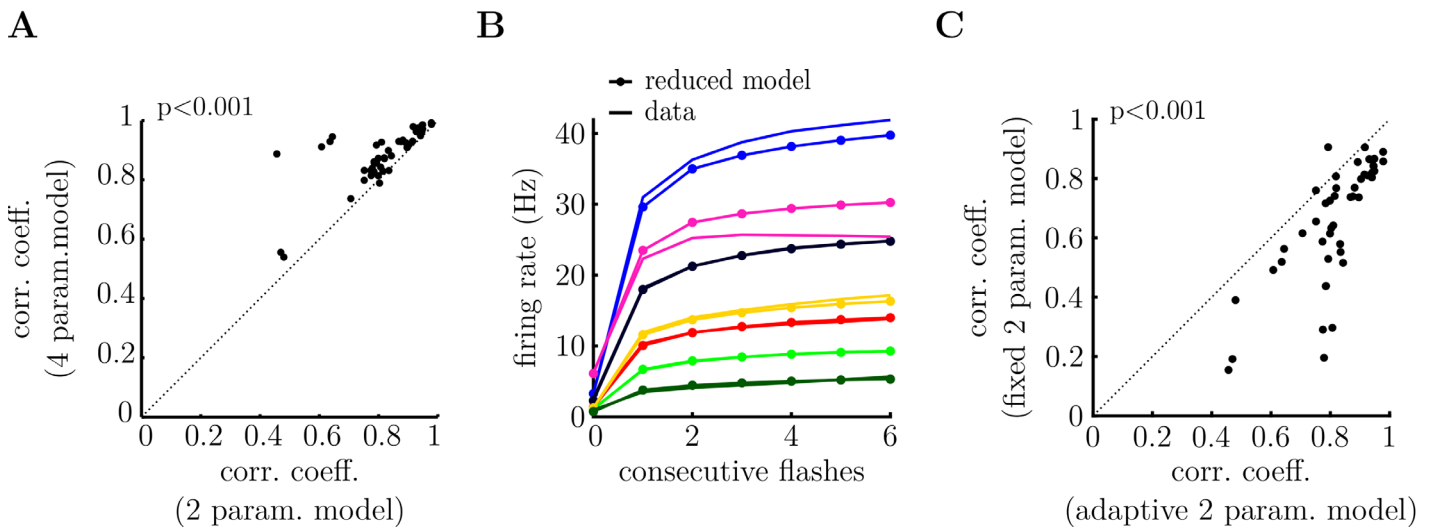 A
p<0.001
1
0.8
0.6
0.4
0.2
0
0
0.2
0.4
0.6
0.8
1
corr. coeff.
(4 param.model)
corr. coeff.
(2 param. model)
B
reduced model
data
40
30
20
10
0
0
2
4
6
firing rate (Hz)
consecutive flashes
C
p<0.001
1
0.8
0.6
0.4
0.2
0
0
0.2
0.4
0.6
0.8
1
corr. coeff.
(fixed 2 param. model)
corr. coeff.
(adaptive 2 param. model)